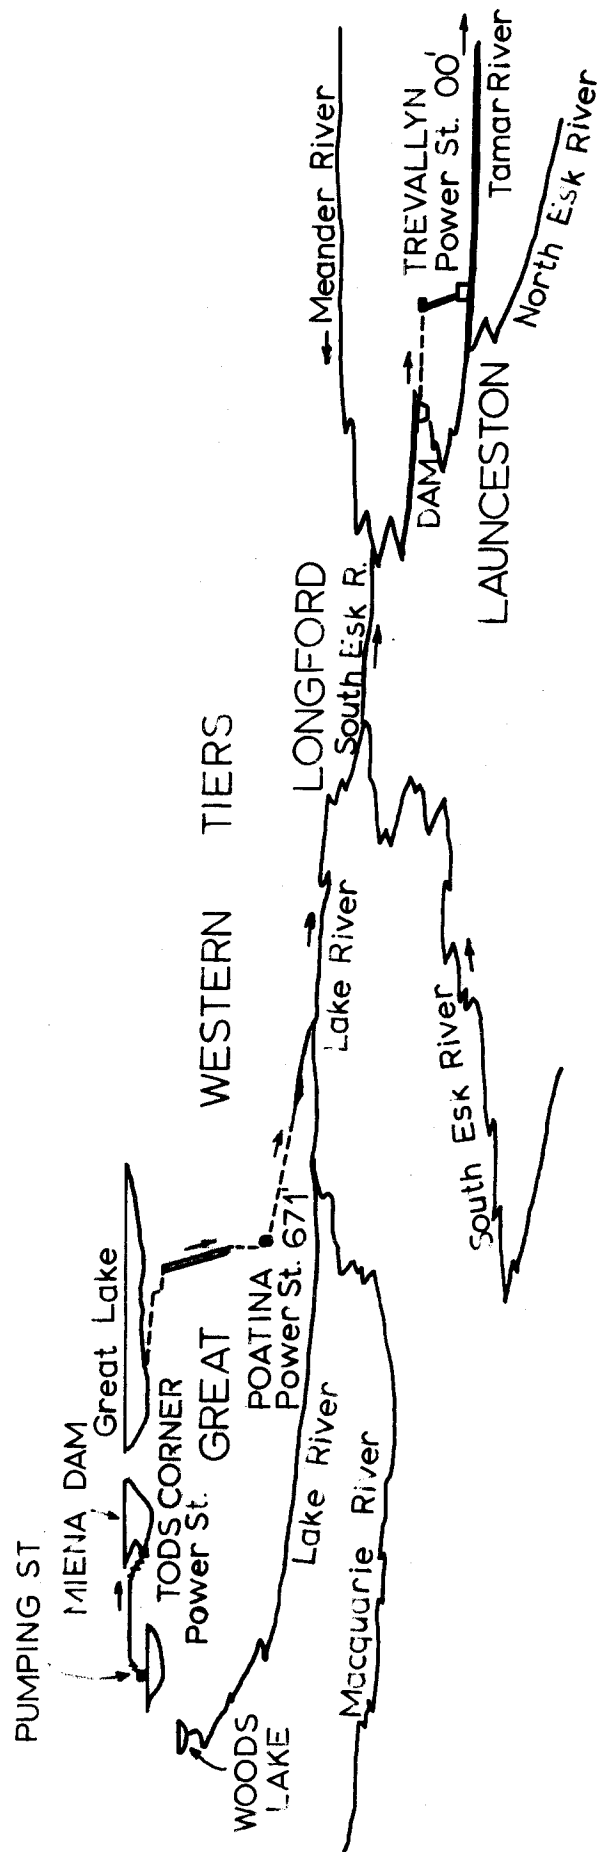 PUMPING ST
MIENA DAM
Great Lake
TODS CORNER
Power St.
GREAT WESTERN TIERS
WOODS
LAKE
POATINA
Power St. 671'
Lake River
Macquarie River
Lake River
South Esk River
LONGFORD
South Esk R.
Meander River
DAM
LAUNCESTON
TREVALLYN
Power St. 00'
Tamar River
North Esk River